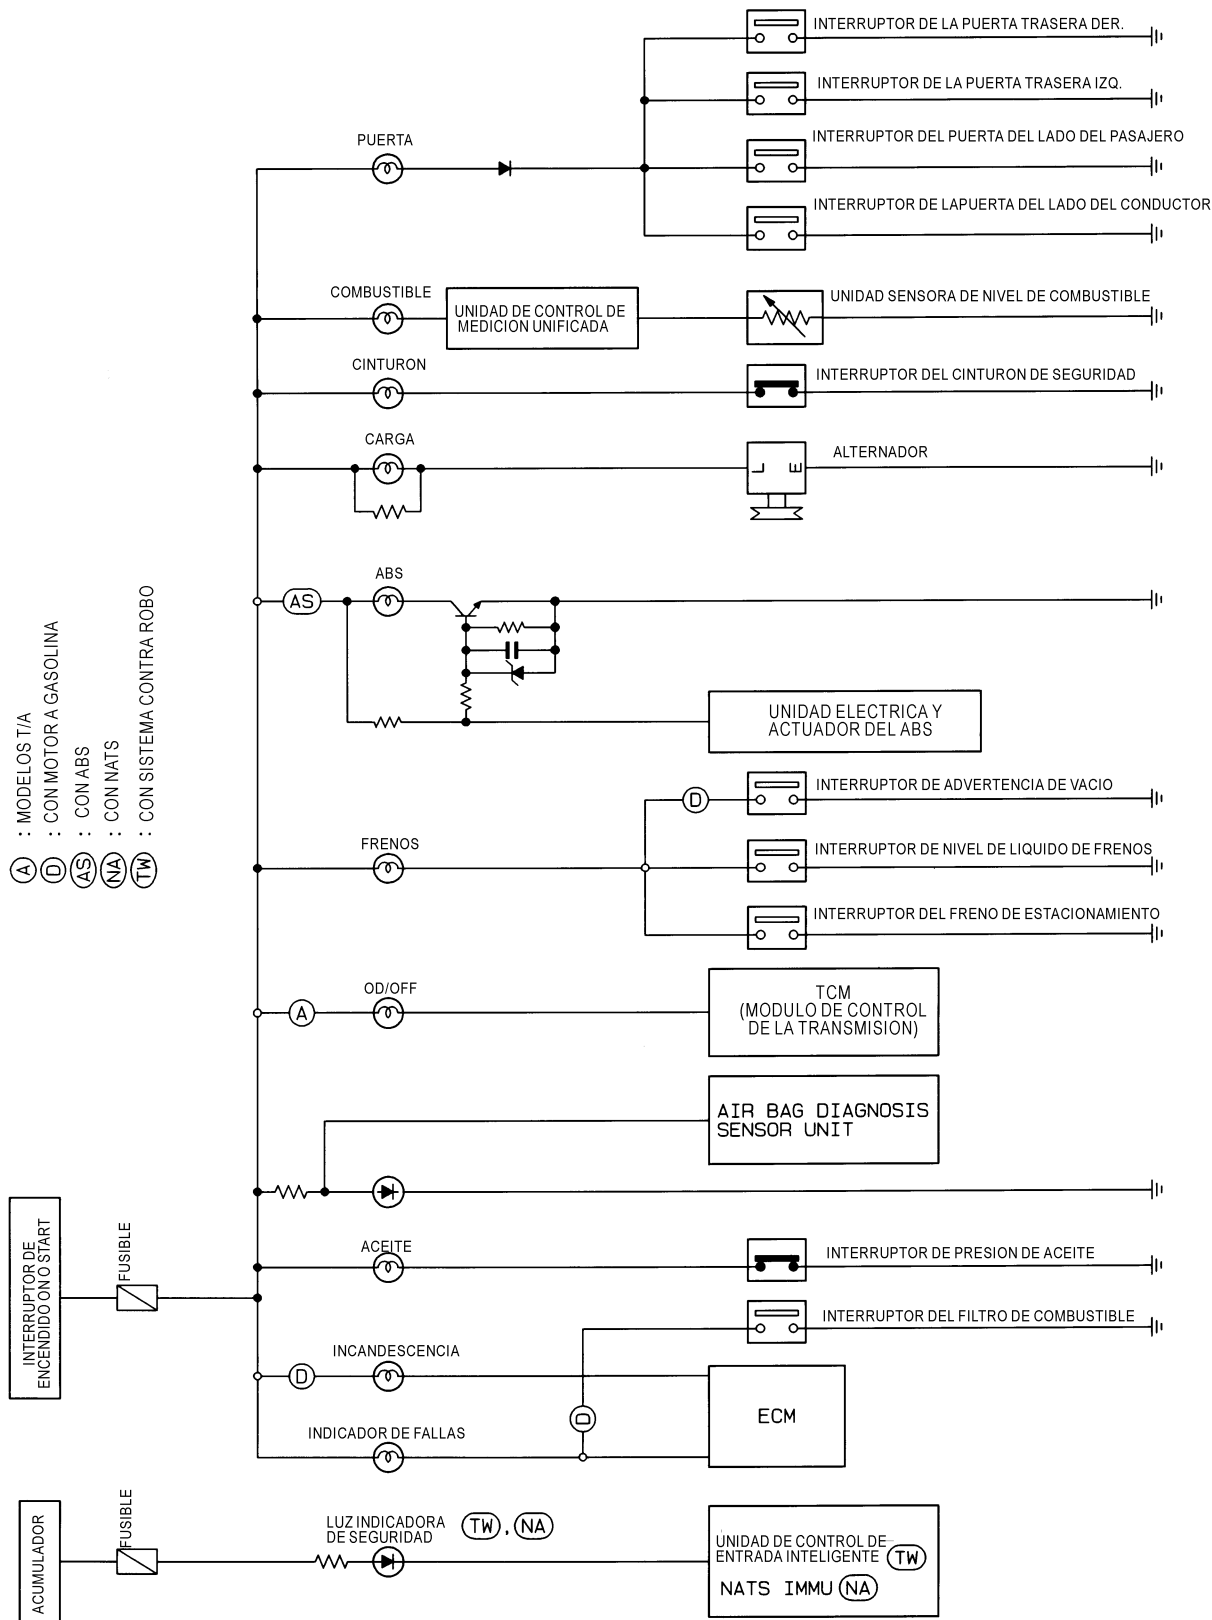 INTERRUPTOR DE LA PUERTA TRASERA DER.
INTERRUPTOR DE LA PUERTA TRASERA IZQ.
PUERTA
INTERRUPTOR DEL PUERTA DEL LADO DEL PASAJERO
INTERRUPTOR DE LAPUERTA DEL LADO DEL CONDUCTOR
COMBUSTIBLE
UNIDAD DE CONTROL DE
MEDICION UNIFICADA
UNIDAD SENSORA DE NIVEL DE COMBUSTIBLE
CINTURON
INTERRUPTOR DEL CINTURON DE SEGURIDAD
CARGA
L E
ALTERNADOR
ABS
AS
UNIDAD ELECTRICA Y
ACTUADOR DEL ABS
A : MODELOS T/A
D : CON MOTOR A GASOLINA
AS : CON ABS
NA : CON NATS
TW : CON SISTEMA CONTRA ROBO
D
INTERRUPTOR DE ADVERTENCIA DE VACIO
FRENOS
INTERRUPTOR DE NIVEL DE LIQUIDO DE FRENOS
INTERRUPTOR DEL FRENO DE ESTACIONAMIENTO
OD/OFF
A
TCM
(MODULO DE CONTROL
DE LA TRANSMISION)
AIR BAG DIAGNOSIS
SENSOR UNIT
INTERRUPTOR DE
ENCENDIDO ON O START
FUSIBLE
ACEITE
INTERRUPTOR DE PRESION DE ACEITE
INTERRUPTOR DEL FILTRO DE COMBUSTIBLE
INCANDESCENCIA
D
D
ECM
INDICADOR DE FALLAS
ACUMULADOR
FUSIBLE
LUZ INDICADORA
DE SEGURIDAD TW, NA
UNIDAD DE CONTROL DE
ENTRADA INTELIGENTE TW
NATS IMMU NA